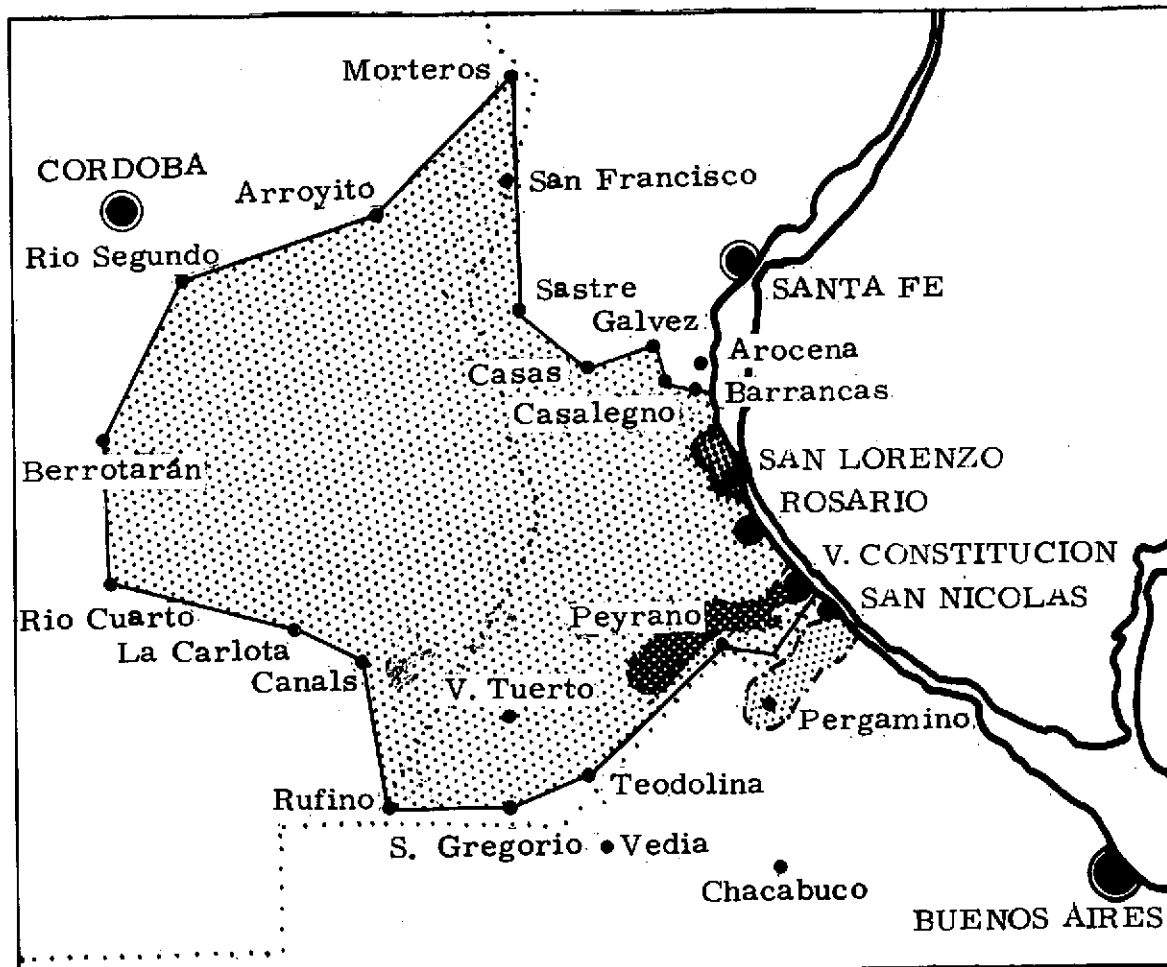 Morteros
CORDOBA
San Francisco
Arroyito
Rio Segundo
SANTA FE
Sastre
Galvez
Arocena
Casas
Barrancas
Casalegno
SAN LORENZO
Berrotarán
ROSARIO
V. CONSTITUCION
SAN NICOLAS
Peyrano
Rio Cuarto
La Carlota
Canals
V. Tuerto
Pergamino
Teodolina
Rufino
S. Gregorio
Vedia
Chacabuco
BUENOS AIRES